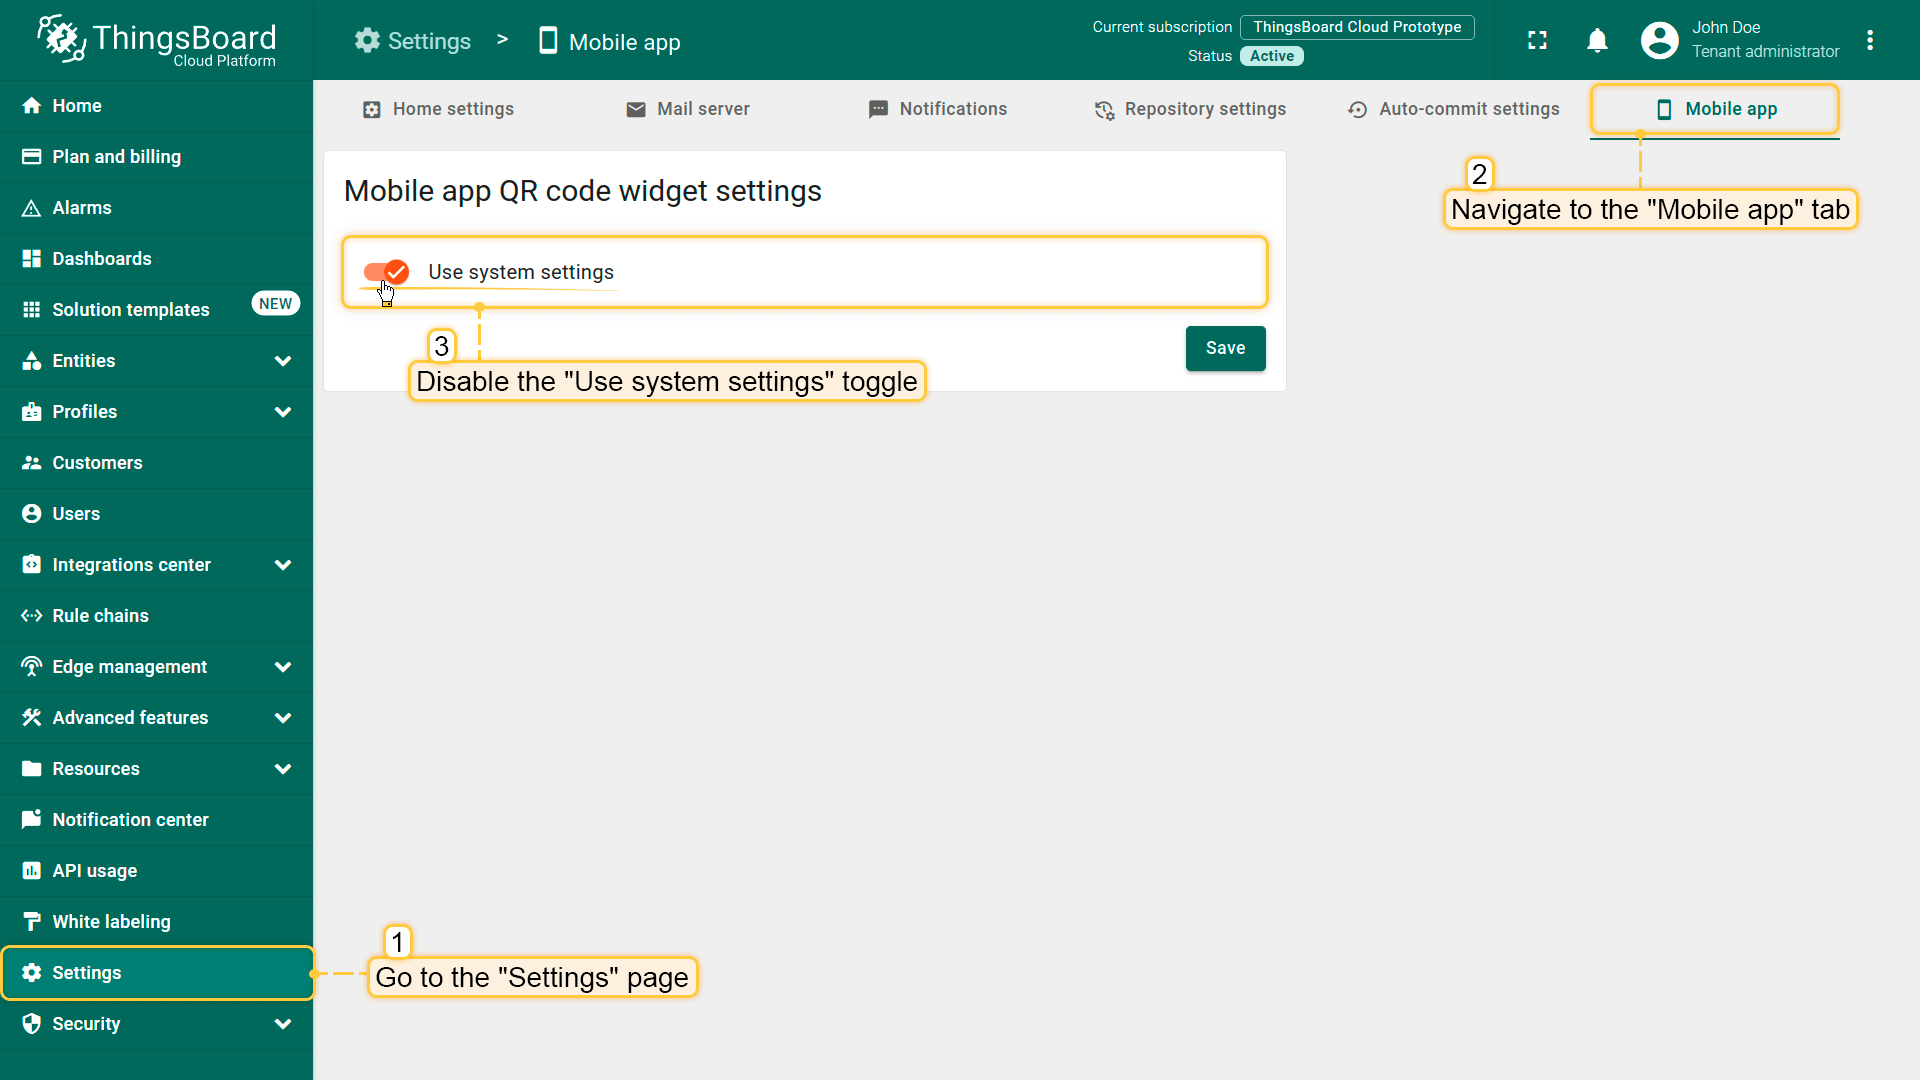 ThingsBoard
Cloud Platform
Settings > Mobile app
Current subscription ThingsBoard Cloud Prototype
Status Active
John Doe
Tenant administrator
Home
Plan and billing
Alarms
Dashboards
Solution templates NEW
Entities
Profiles
Customers
Users
Integrations center
Rule chains
Edge management
Advanced features
Resources
Notification center
API usage
White labeling
Settings
Security
Home settings
Mail server
Notifications
Repository settings
Auto-commit settings
Mobile app
2
Navigate to the "Mobile app" tab
Mobile app QR code widget settings
Use system settings
3
Disable the "Use system settings" toggle
Save
1
Go to the "Settings" page